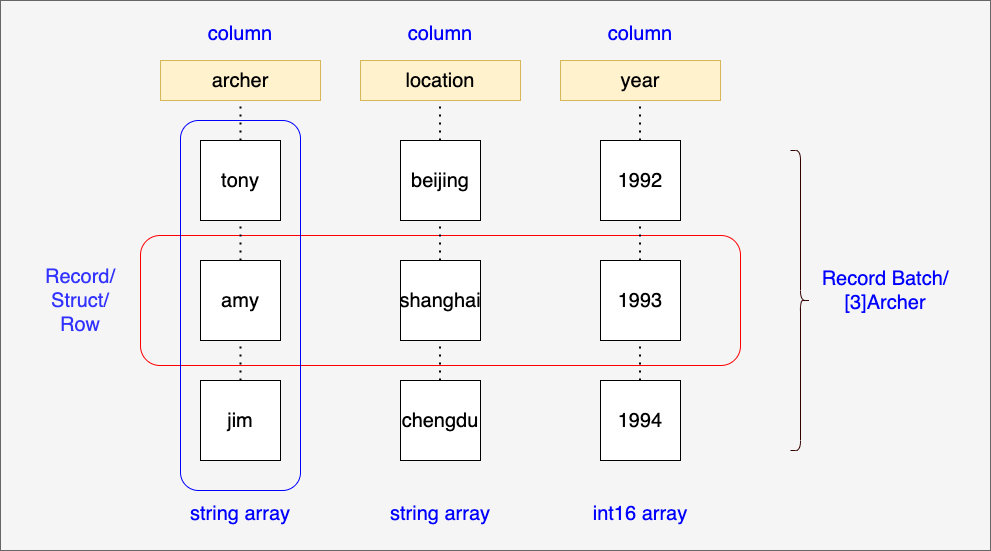 column
column
column
archer
location
year
tony
beijing
1992
Record/
Struct/
Row
amy
shanghai
1993
Record Batch/
[3]Archer
jim
chengdu
1994
string array
string array
int16 array